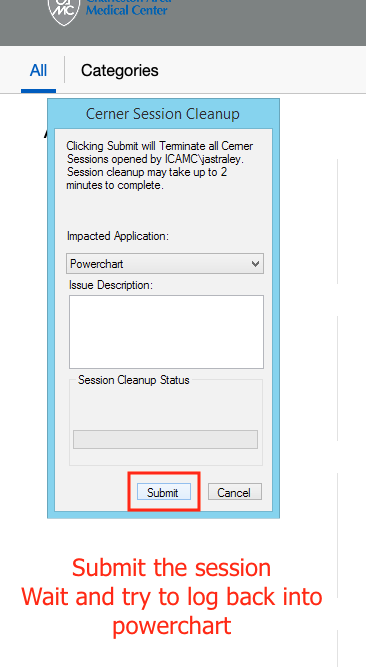 Medical Center
All
Categories
Cerner Session Cleanup
Clicking Submit will Terminate all Cerner
Sessions opened by ICAMC\jastraley.
Session cleanup may take up to 2
minutes to complete.
Impacted Application:
Powerchart
Issue Description:
Session Cleanup Status
Submit
Cancel
Submit the session
Wait and try to log back into
powerchart